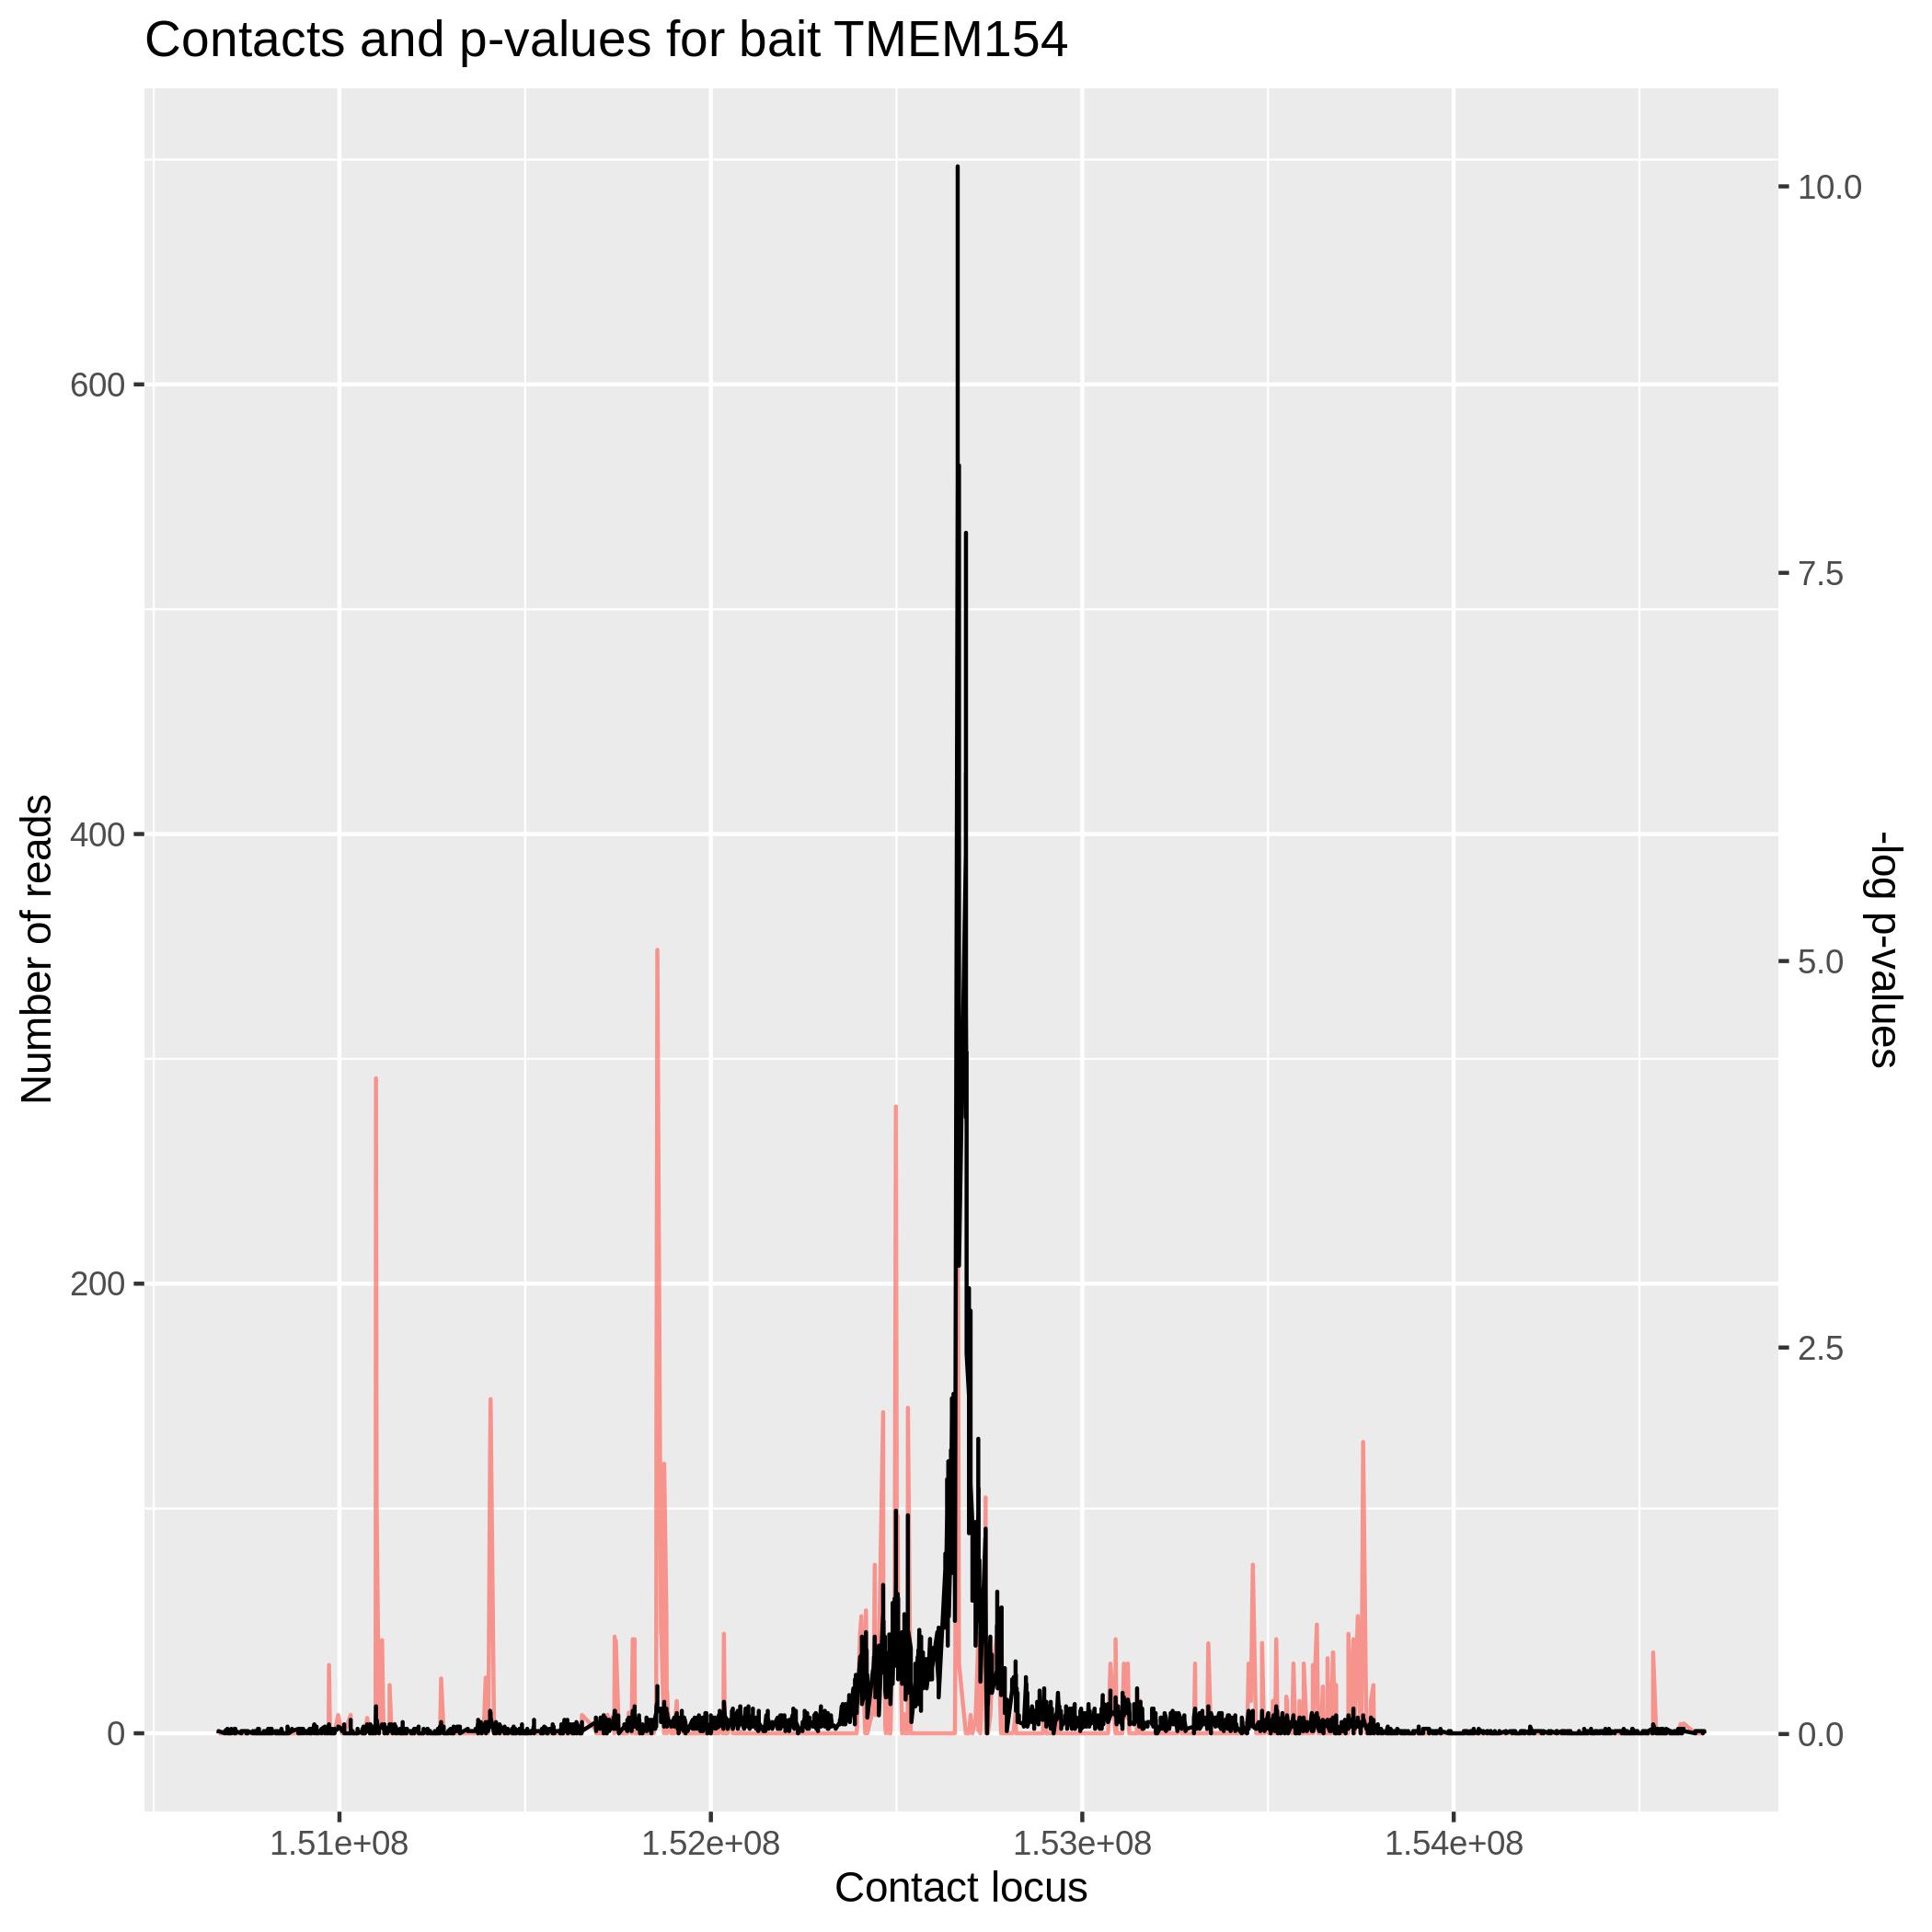 Contacts and p-values for bait TMEM154
Number of reads
600
400
200
0
10.0
7.5
5.0
2.5
0.0
-log p-values
1.51e+08
1.52e+08
1.53e+08
1.54e+08
Contact locus